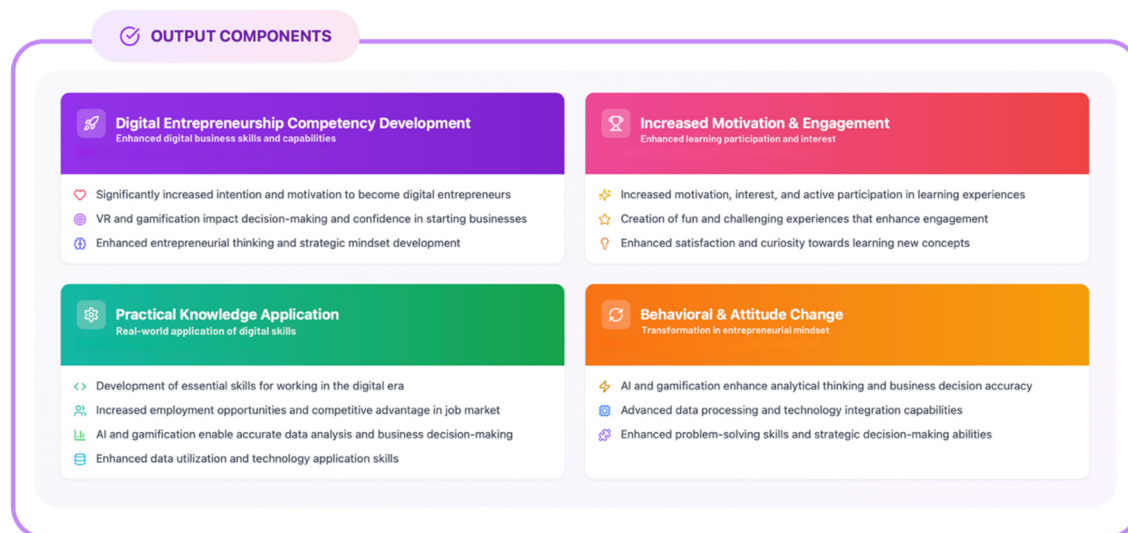 OUTPUT COMPONENTS
Digital Entrepreneurship Competency Development
Enhanced digital business skills and capabilities
Significantly increased intention and motivation to become digital entrepreneurs
VR and gamification impact decision-making and confidence in starting businesses
Enhanced entrepreneurial thinking and strategic mindset development
Increased Motivation & Engagement
Enhanced learning participation and interest
Increased motivation, interest, and active participation in learning experiences
Creation of fun and challenging experiences that enhance engagement
Enhanced satisfaction and curiosity towards learning new concepts
Practical Knowledge Application
Real-world application of digital skills
Development of essential skills for working in the digital era
Increased employment opportunities and competitive advantage in job market
AI and gamification enable accurate data analysis and business decision-making
Enhanced data utilization and technology application skills
Behavioral & Attitude Change
Transformation in entrepreneurial mindset
AI and gamification enhance analytical thinking and business decision accuracy
Advanced data processing and technology integration capabilities
Enhanced problem-solving skills and strategic decision-making abilities